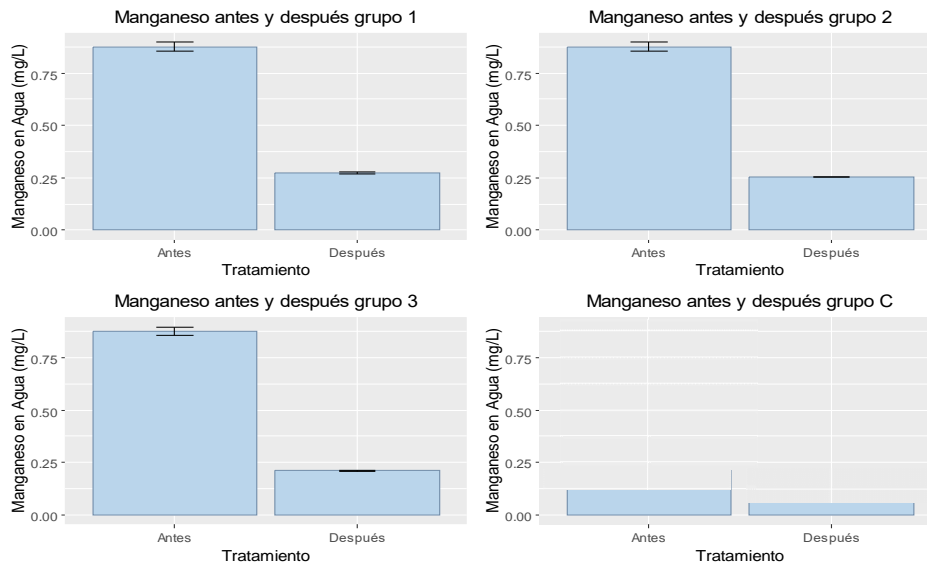 Manganeso antes y después grupo 1
Manganeso en Agua (mg/L)
0.75
0.50
0.25
0.00
Antes Después
Tratamiento
Manganeso antes y después grupo 2
Manganeso en Agua (mg/L)
0.75
0.50
0.25
0.00
Antes Después
Tratamiento
Manganeso antes y después grupo 3
Manganeso en Agua (mg/L)
0.75
0.50
0.25
0.00
Antes Después
Tratamiento
Manganeso antes y después grupo C
Manganeso en Agua (mg/L)
0.75
0.50
0.25
0.00
Antes Después
Tratamiento